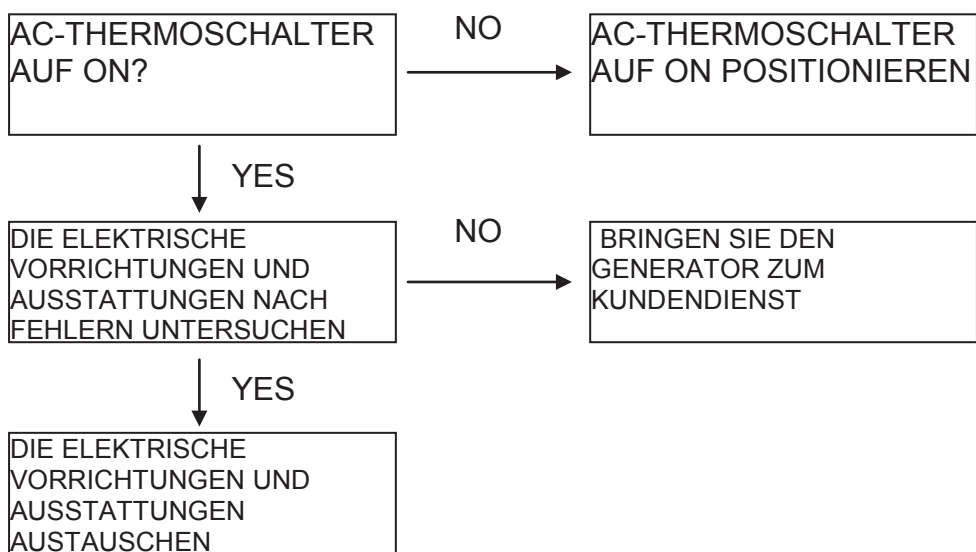 AC-THERMOSCHALTER
AUF ON?
NO
AC-THERMOSCHALTER
AUF ON POSITIONIEREN
YES
DIE ELEKTRISCHE
VORRICHTUNGEN UND
AUSSTATTUNGEN NACH
FEHLERN UNTERSUCHEN
NO
BRINGEN SIE DEN
GENERATOR ZUM
KUNDENDIENST
YES
DIE ELEKTRISCHE
VORRICHTUNGEN UND
AUSSTATTUNGEN
AUSTAUSCHEN